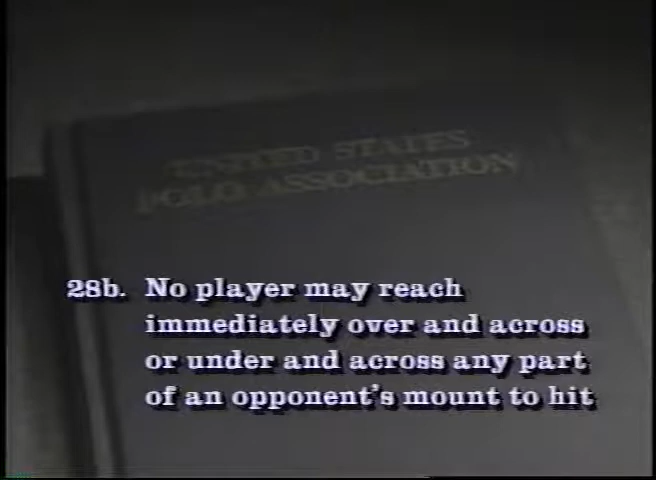 UNITED STATES
POLO ASSOCIATION
28b. No player may reach
immediately over and across
or under and across any part
of an opponent's mount to hit